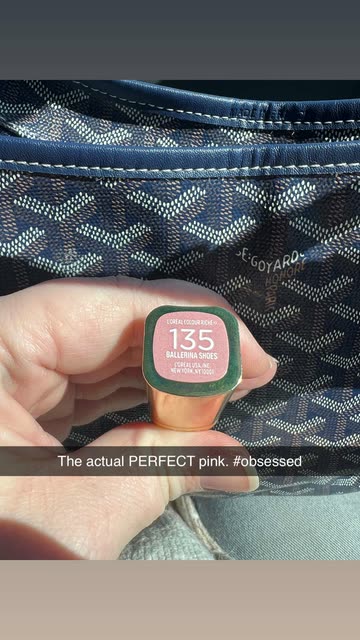 E.GOYARD
L'ORÉAL COLOUR RICHE
135
BALLERINA SHOES
L'ORÉAL USA, INC.
NEW YORK, NY 10001
The actual PERFECT pink. #obsessed